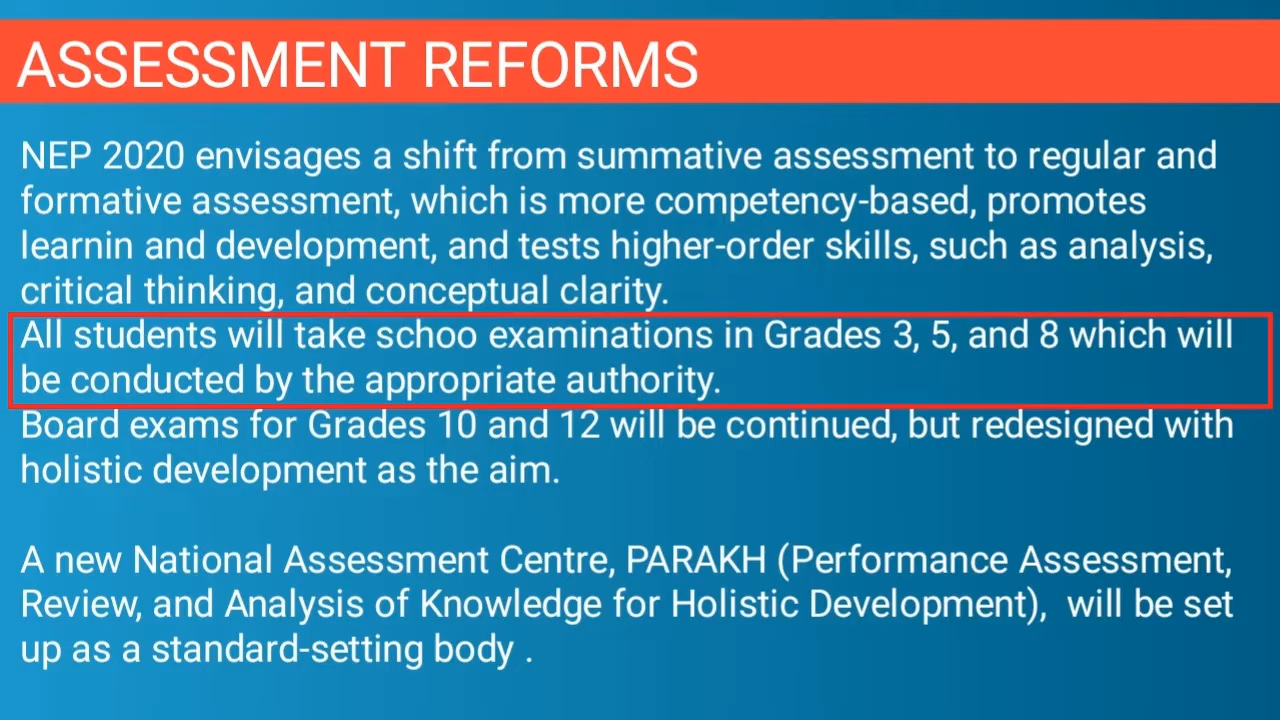 ASSESSMENT REFORMS
NEP 2020 envisages a shift from summative assessment to regular and
formative assessment, which is more competency-based, promotes
learnin and development, and tests higher-order skills, such as analysis,
critical thinking, and conceptual clarity.
All students will take schoo examinations in Grades 3, 5, and 8 which will
be conducted by the appropriate authority.
Board exams for Grades 10 and 12 will be continued, but redesigned with
holistic development as the aim.
A new National Assessment Centre, PARAKH (Performance Assessment,
Review, and Analysis of Knowledge for Holistic Development),  will be set
up as a standard-setting body .